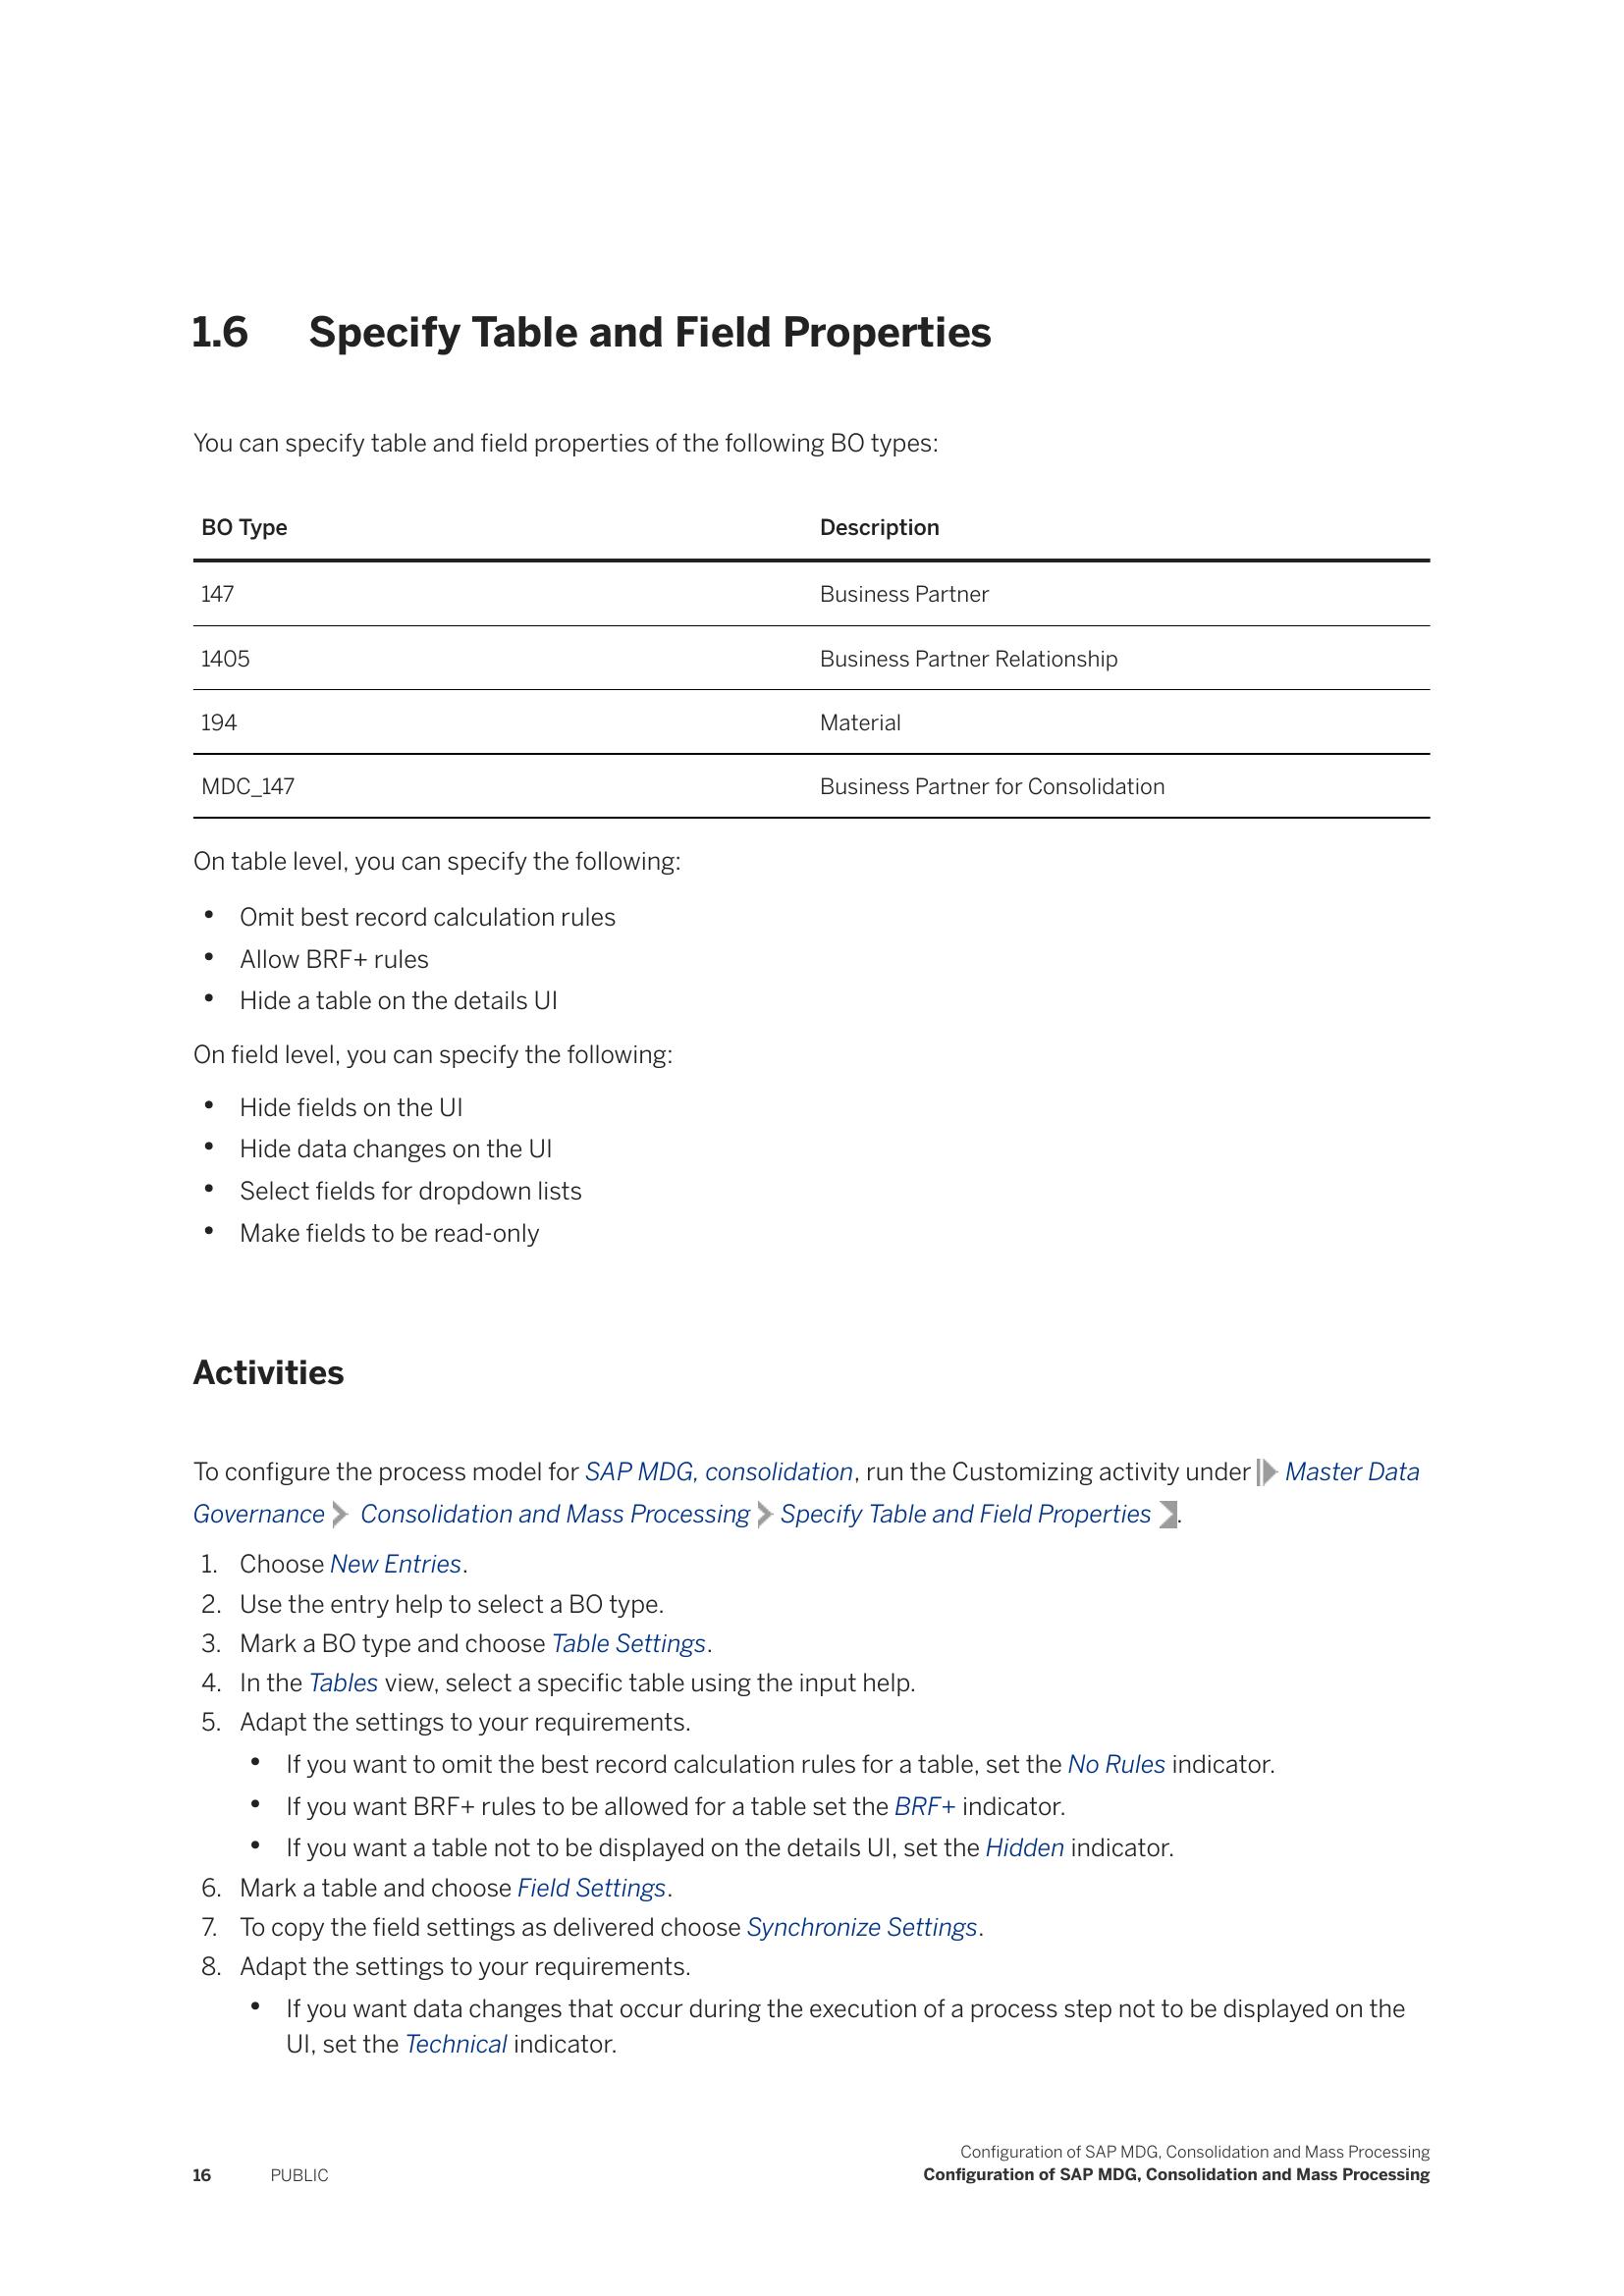 1.6 Specify Table and Field Properties
You can specify table and field properties of the following BO types:
BO Type Description
147 Business Partner
1405 Business Partner Relationship
194 Material
MDC_147 Business Partner for Consolidation
On table level, you can specify the following:
• Omit best record calculation rules
• Allow BRF+ rules
• Hide a table on the details UI
On field level, you can specify the following:
• Hide fields on the UI
• Hide data changes on the UI
• Select fields for dropdown lists
• Make fields to be read-only
Activities
To configure the process model for SAP MDG, consolidation, run the Customizing activity under Master Data
Governance Consolidation and Mass Processing Specify Table and Field Properties .
1. Choose New Entries.
2. Use the entry help to select a BO type.
3. Mark a BO type and choose Table Settings.
4. In the Tables view, select a specific table using the input help.
5. Adapt the settings to your requirements.
• If you want to omit the best record calculation rules for a table, set the No Rules indicator.
• If you want BRF+ rules to be allowed for a table set the BRF+ indicator.
• If you want a table not to be displayed on the details UI, set the Hidden indicator.
6. Mark a table and choose Field Settings.
7. To copy the field settings as delivered choose Synchronize Settings.
8. Adapt the settings to your requirements.
• If you want data changes that occur during the execution of a process step not to be displayed on the
UI, set the Technical indicator.
Configuration of SAP MDG, Consolidation and Mass Processing
16 PUBLIC Configuration of SAP MDG, Consolidation and Mass Processing